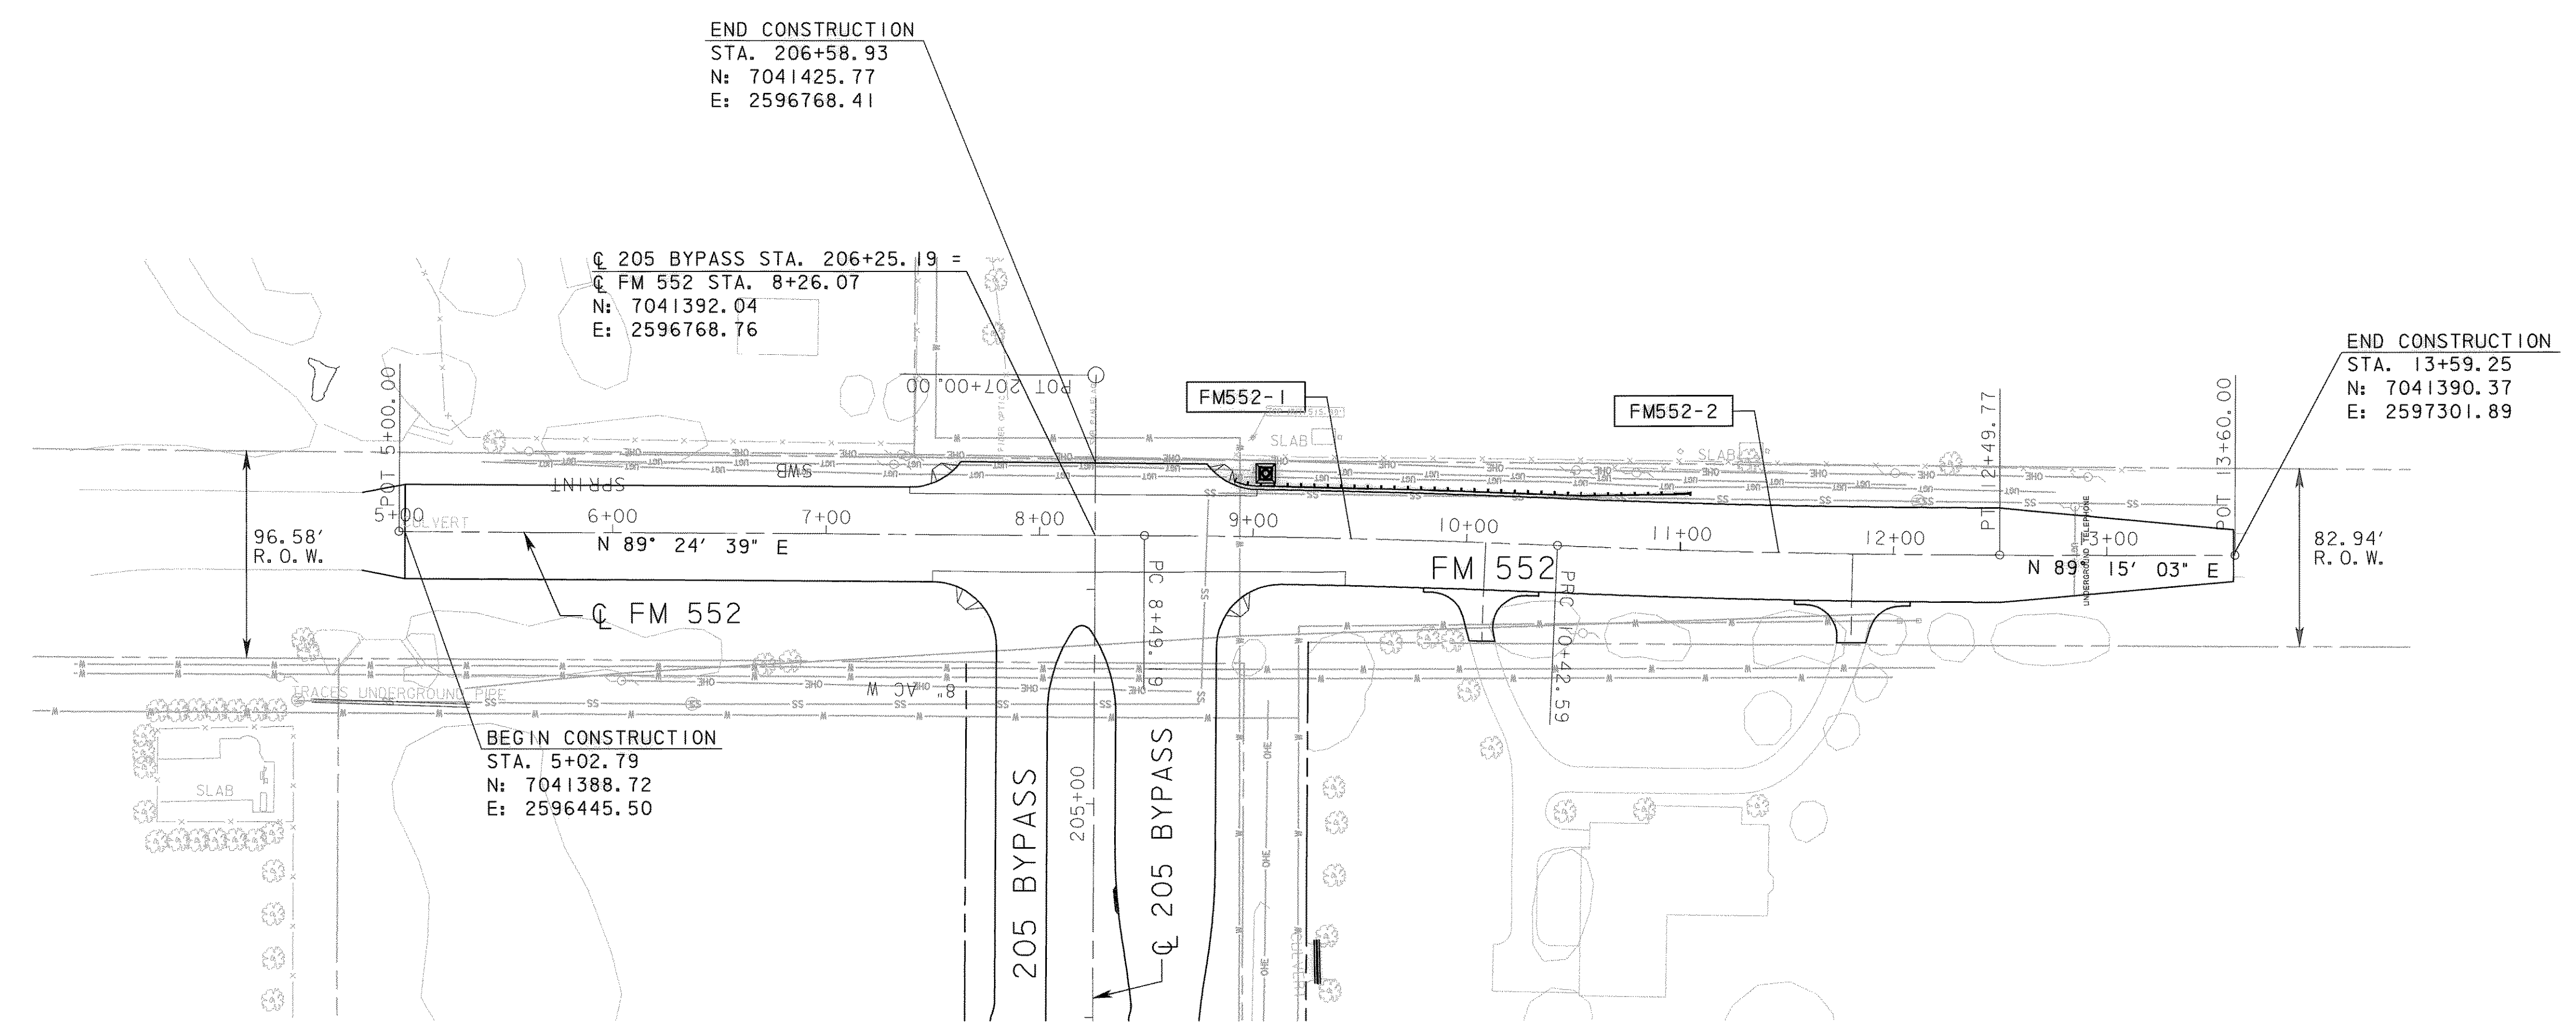 END CONSTRUCTION
STA. 206+58.93
N: 7041425.77
E: 2596768.41
℄ 205 BYPASS STA. 206+25.19 =
℄ FM 552 STA. 8+26.07
N: 7041392.04
E: 2596768.76
END CONSTRUCTION
STA. 13+59.25
N: 7041390.37
E: 2597301.89
POT 207+00.00
FM552-1
FM552-2
POT 5+00.00
PT 12+49.77
POT 13+60.00
SLAB
SLAB
SWB
SPRINT
5+00
6+00
7+00
8+00
9+00
10+00
11+00
12+00
13+00
CULVERT
96.58'
R.O.W.
82.94'
R.O.W.
N 89° 24' 39" E
FM 552
N 89° 15' 03" E
UNDERGROUND TELEPHONE
℄ FM 552
PC 8+49.19
PRC 10+42.59
TRACES UNDERGROUND PIPE
8" AC W
BEGIN CONSTRUCTION
STA. 5+02.79
N: 7041388.72
E: 2596445.50
SLAB
205 BYPASS
205+00
℄ 205 BYPASS